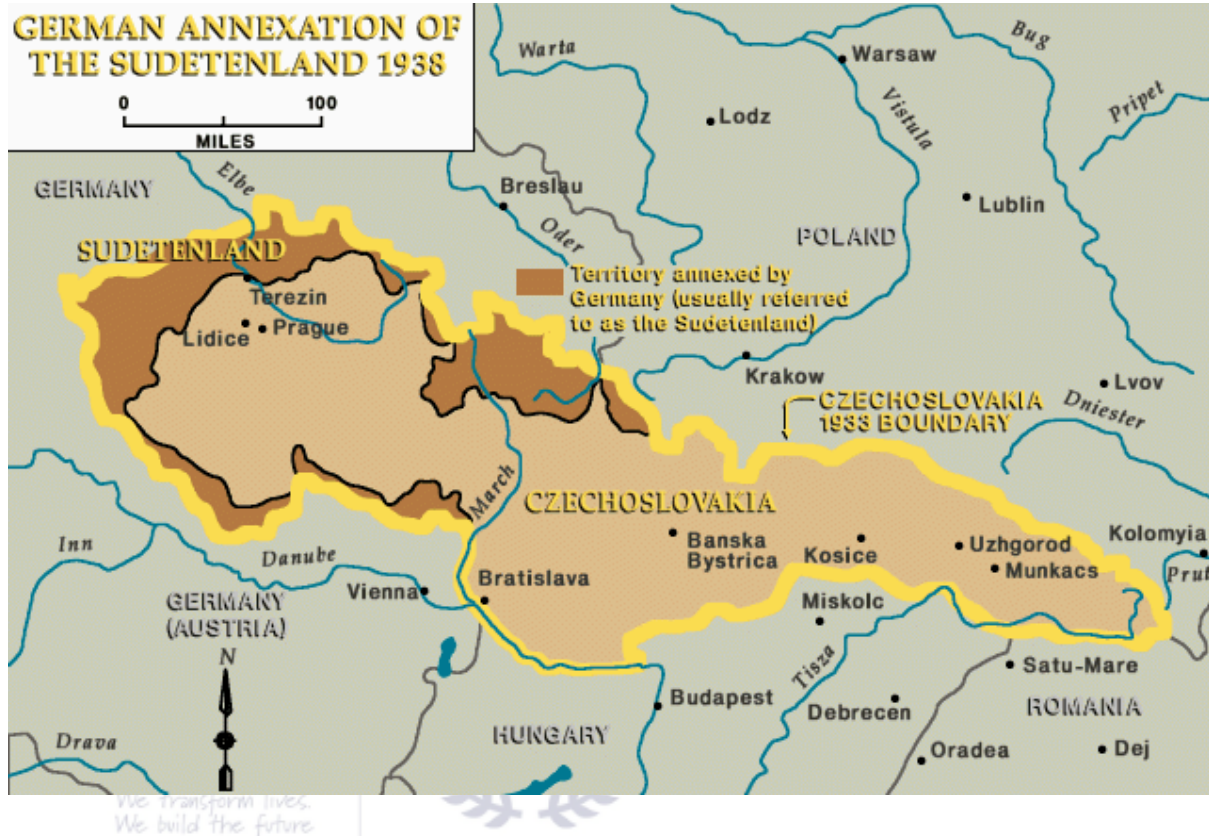 GERMAN ANNEXATION OF
THE SUDETENLAND 1938
0 100
MILES
Warta
Warsaw
Bug
Pripet
Vistula
Lodz
Elbe
GERMANY
Breslau
Lublin
Oder
POLAND
SUDETENLAND
Territory annexed by
Germany (usually referred
to as the Sudetenland)
Terezin
Lidice
Prague
Krakow
Lvov
CZECHOSLOVAKIA
1933 BOUNDARY
Dniester
March
CZECHOSLOVAKIA
Banska
Bystrica
Kosice
Uzhgorod
Munkacs
Kolomyia
Prut
Inn
Danube
Vienna
Bratislava
GERMANY
(AUSTRIA)
Miskolc
N
Tisza
Satu-Mare
Budapest
Debrecen
ROMANIA
HUNGARY
Drava
Oradea
Dej
We transform lives.
We build the future